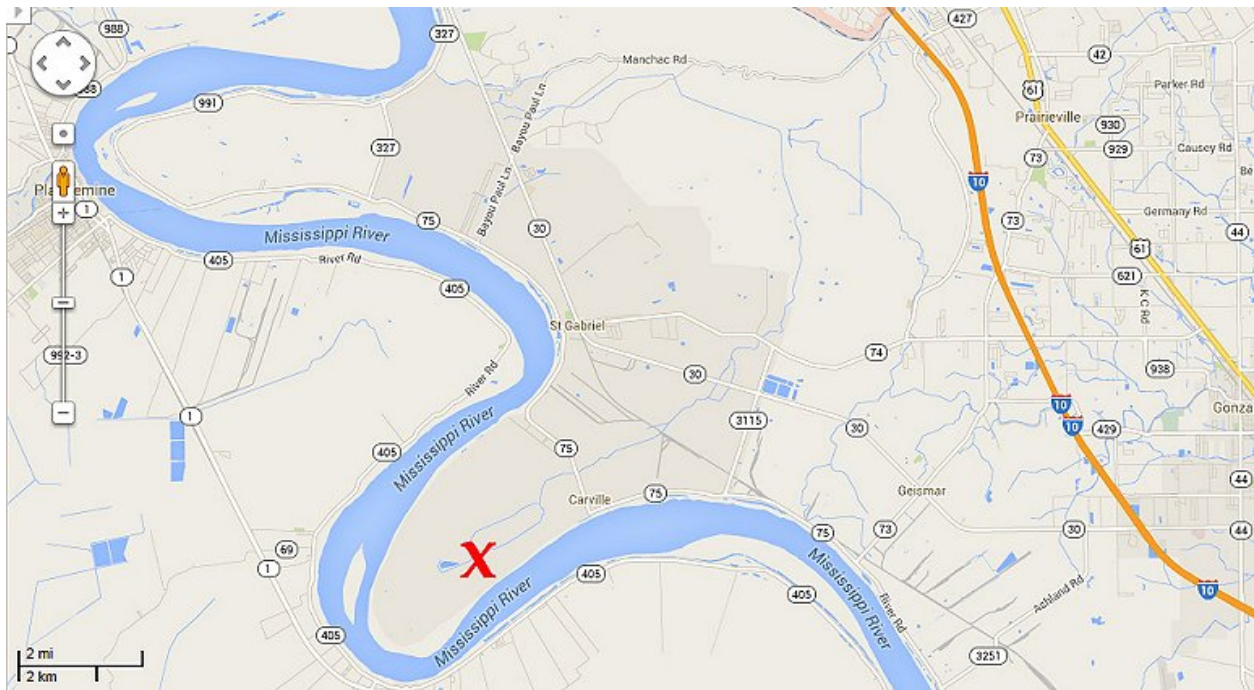 988
327
427
42
Manchac Rd
Parker Rd
61
991
Prairieville
930
Causey Rd
929
327
73
Bayou Paul Ln
10
Germany Rd
1
75
30
73
44
Mississippi River
Bayou Paul Ln
61
405
River Rd
1
405
621
K C Rd
St Gabriel
74
992-3
938
River Rd
30
10
1
Mississippi River
3115
30
10
429
405
75
Geismar
44
Carville
75
69
73
75
30
44
1
X
405
Mississippi River
Ashland Rd
10
405
Mississippi River
River Rd
405
3251
2 mi
2 km